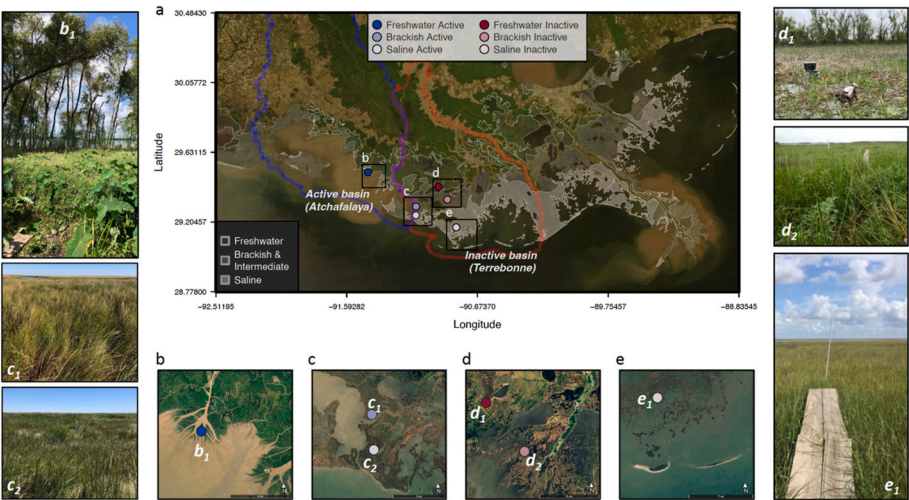 b1
c1
c2
a
Freshwater Active
Brackish Active
Saline Active
Freshwater Inactive
Brackish Inactive
Saline Inactive
30.48430
30.05772
29.63115
29.20457
28.77800
Latitude
b
Active basin
(Atchafalaya)
c
d
e
Inactive basin
(Terrebonne)
Freshwater
Brackish &
Intermediate
Saline
−92.51195
−91.59282
−90.67370
−89.75457
−88.83545
Longitude
b
b1
N
c
c1
c2
N
d
d1
d2
N
e
e1
N
d1
d2
e1